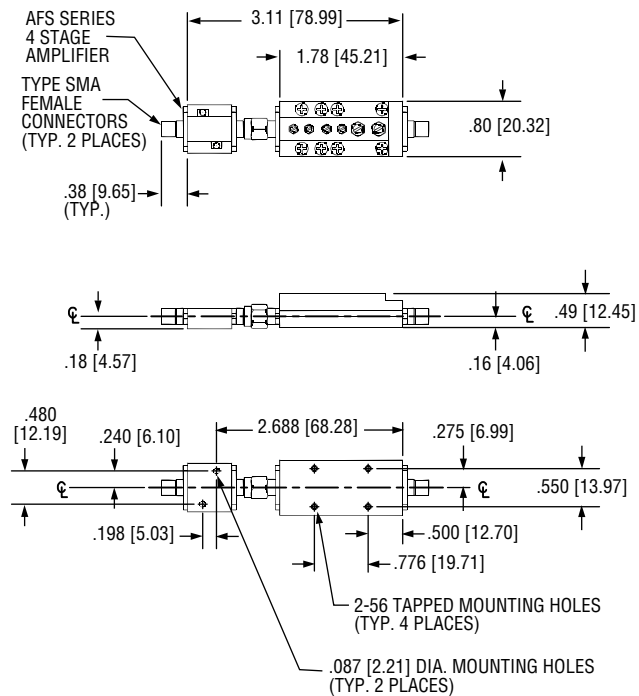 AFS SERIES
4 STAGE
AMPLIFIER
3.11 [78.99]
1.78 [45.21]
TYPE SMA
FEMALE
CONNECTORS
(TYP. 2 PLACES)
.80 [20.32]
.38 [9.65]
(TYP.)
℄
℄
.49 [12.45]
.18 [4.57]
.16 [4.06]
.480
[12.19]
.240 [6.10]
2.688 [68.28]
.275 [6.99]
℄
℄
.550 [13.97]
.198 [5.03]
.500 [12.70]
.776 [19.71]
2-56 TAPPED MOUNTING HOLES
(TYP. 4 PLACES)
.087 [2.21] DIA. MOUNTING HOLES
(TYP. 2 PLACES)